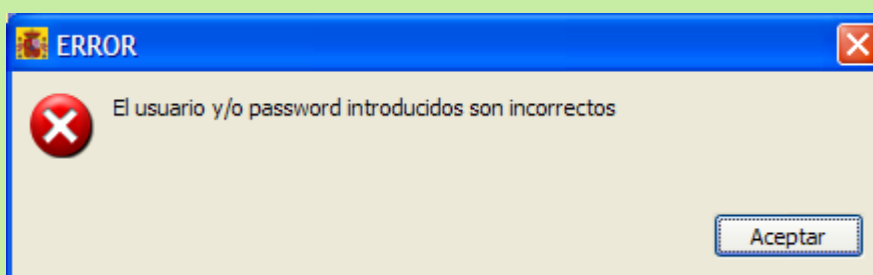 ERROR
El usuario y/o password introducidos son incorrectos
Aceptar